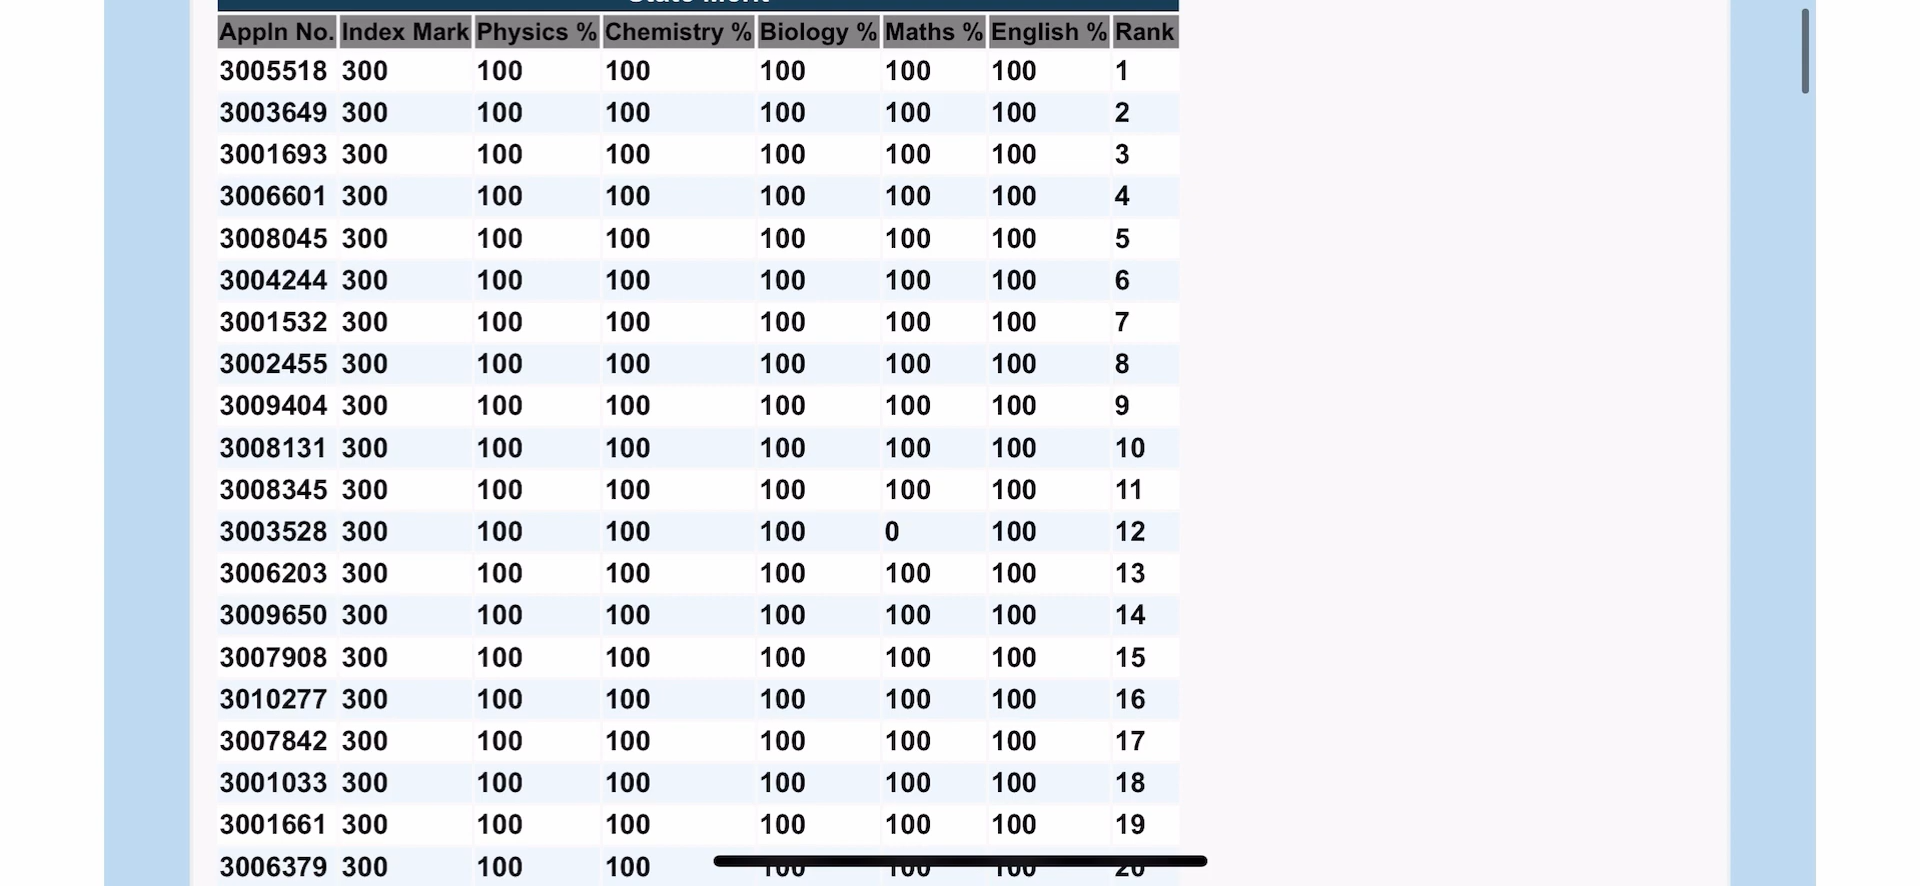 State Merit
Appln No. Index Mark Physics % Chemistry % Biology % Maths % English % Rank
3005518 300 100 100 100 100 100 1
3003649 300 100 100 100 100 100 2
3001693 300 100 100 100 100 100 3
3006601 300 100 100 100 100 100 4
3008045 300 100 100 100 100 100 5
3004244 300 100 100 100 100 100 6
3001532 300 100 100 100 100 100 7
3002455 300 100 100 100 100 100 8
3009404 300 100 100 100 100 100 9
3008131 300 100 100 100 100 100 10
3008345 300 100 100 100 100 100 11
3003528 300 100 100 100 0 100 12
3006203 300 100 100 100 100 100 13
3009650 300 100 100 100 100 100 14
3007908 300 100 100 100 100 100 15
3010277 300 100 100 100 100 100 16
3007842 300 100 100 100 100 100 17
3001033 300 100 100 100 100 100 18
3001661 300 100 100 100 100 100 19
3006379 300 100 100 100 100 100 20